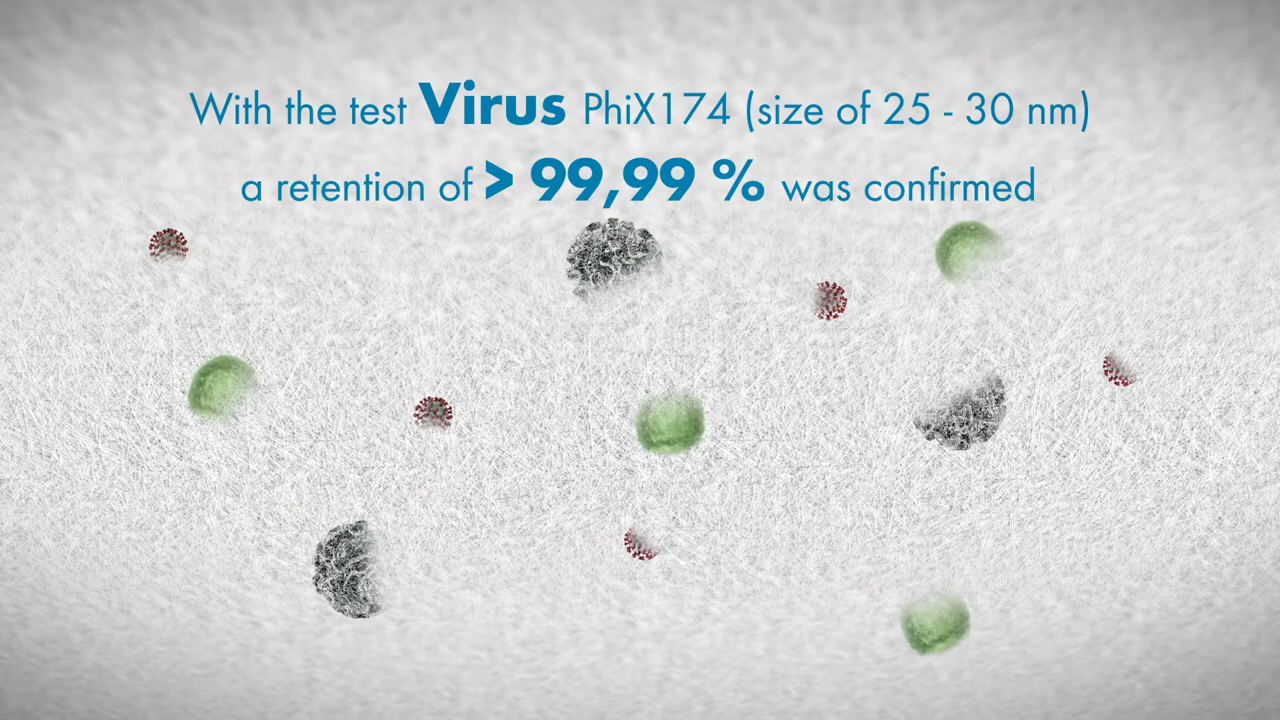 With the test Virus PhiX174 (size of 25 - 30 nm)
a retention of > 99,99 % was confirmed